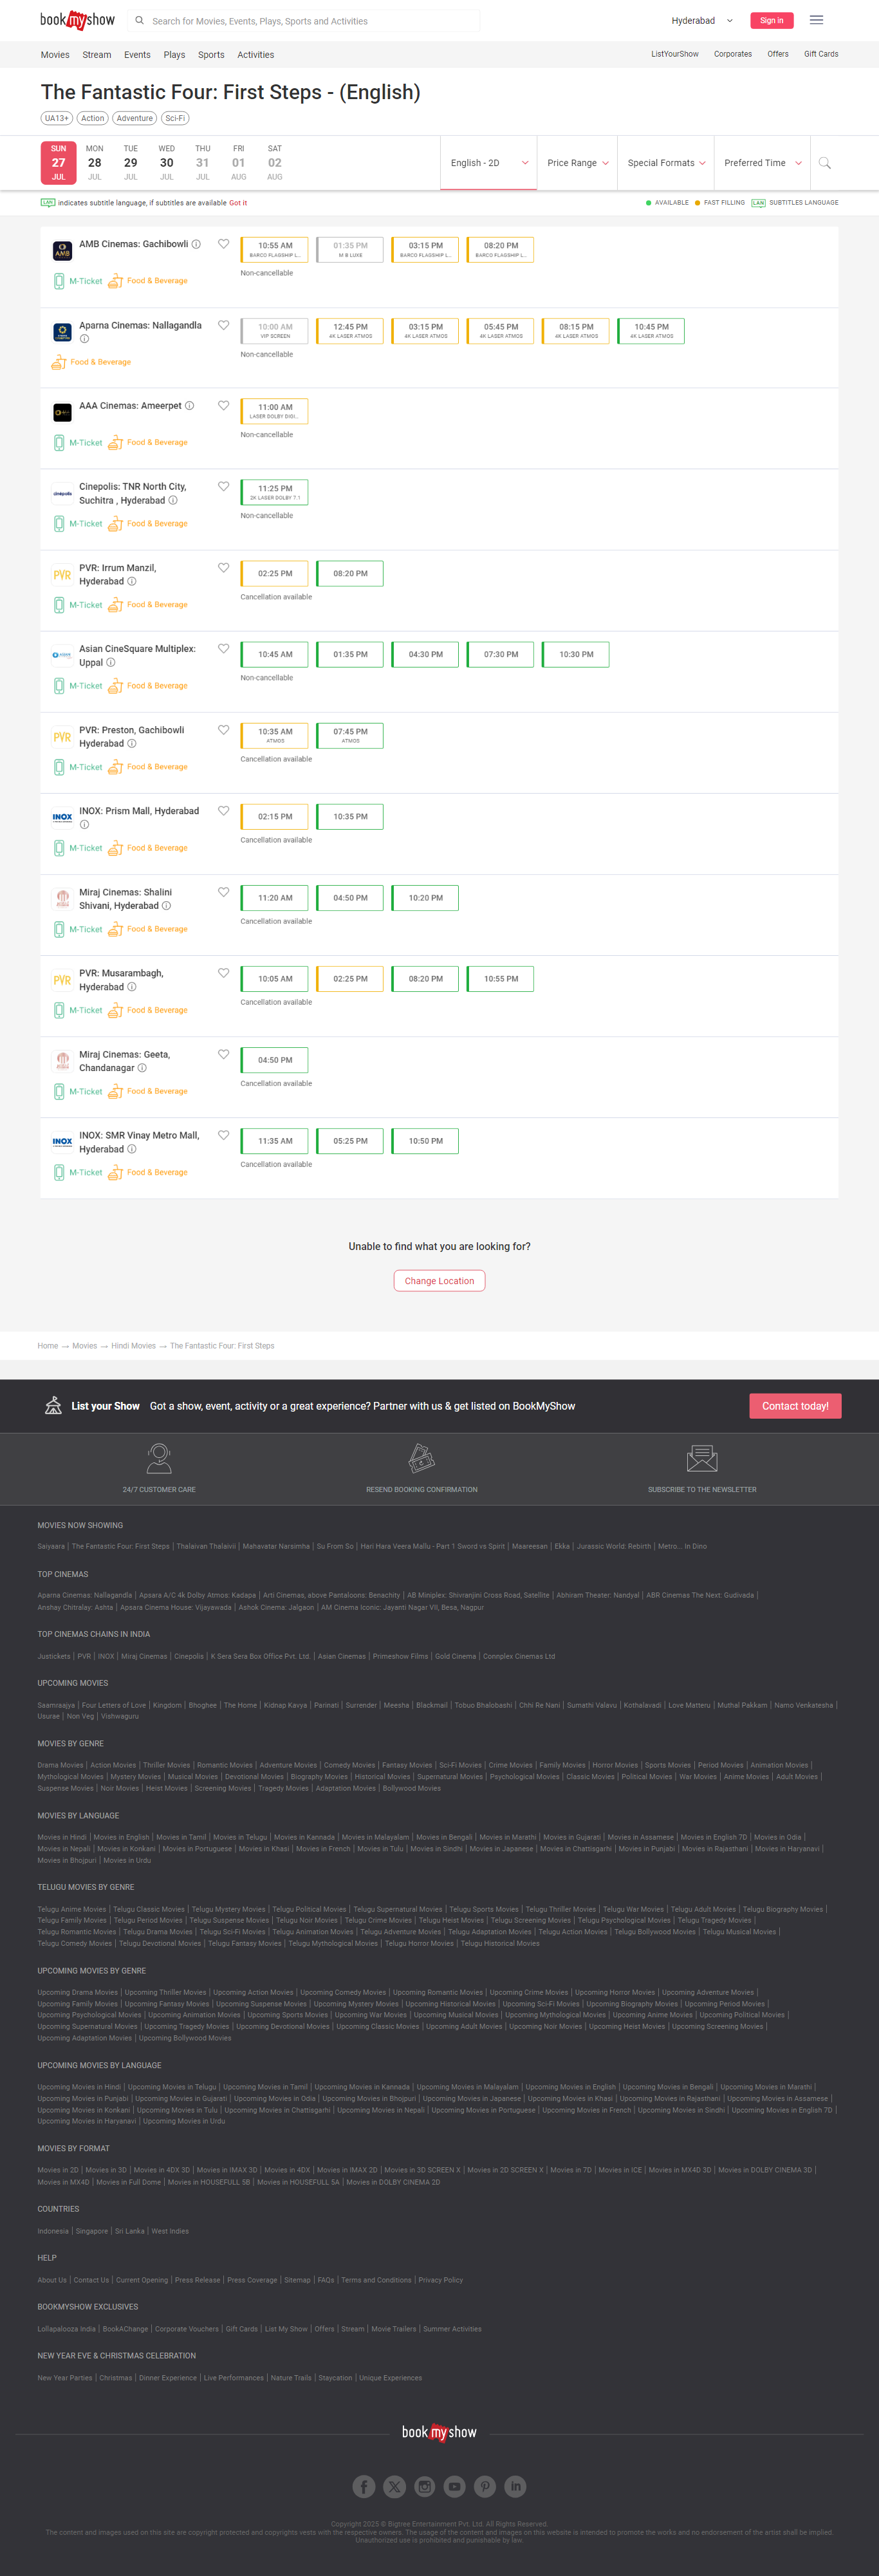 bookmyshow
Search for Movies, Events, Plays, Sports and Activities
Hyderabad
Sign in
Movies Stream Events Plays Sports Activities
ListYourShow Corporates Offers Gift Cards
The Fantastic Four: First Steps - (English)
UA13+ Action Adventure Sci-Fi
SUN MON TUE WED THU FRI SAT
27 28 29 30 31 01 02
JUL JUL JUL JUL JUL AUG AUG
English - 2D Price Range Special Formats Preferred Time
LAN indicates subtitle language, if subtitles are available Got it
AVAILABLE FAST FILLING LAN SUBTITLES LANGUAGE
AMB Cinemas: Gachibowli
10:55 AM 01:35 PM 03:15 PM 08:20 PM
BARCO FLAGSHIP L... M B LUXE BARCO FLAGSHIP L... BARCO FLAGSHIP L...
Non-cancellable
M-Ticket Food & Beverage
Aparna Cinemas: Nallagandla
10:00 AM 12:45 PM 03:15 PM 05:45 PM 08:15 PM 10:45 PM
VIP SCREEN 4K LASER ATMOS 4K LASER ATMOS 4K LASER ATMOS 4K LASER ATMOS 4K LASER ATMOS
Non-cancellable
Food & Beverage
AAA Cinemas: Ameerpet
11:00 AM
LASER DOLBY DIGI...
Non-cancellable
M-Ticket Food & Beverage
cinépolis
Cinepolis: TNR North City,
Suchitra , Hyderabad
11:25 PM
2K LASER DOLBY 7.1
Non-cancellable
M-Ticket Food & Beverage
PVR
PVR: Irrum Manzil,
Hyderabad
02:25 PM 08:20 PM
Cancellation available
M-Ticket Food & Beverage
Asian CineSquare Multiplex:
Uppal
10:45 AM 01:35 PM 04:30 PM 07:30 PM 10:30 PM
Non-cancellable
M-Ticket Food & Beverage
PVR
PVR: Preston, Gachibowli
Hyderabad
10:35 AM 07:45 PM
ATMOS ATMOS
Cancellation available
M-Ticket Food & Beverage
INOX
INOX: Prism Mall, Hyderabad
02:15 PM 10:35 PM
Cancellation available
M-Ticket Food & Beverage
Miraj Cinemas: Shalini
Shivani, Hyderabad
11:20 AM 04:50 PM 10:20 PM
Cancellation available
M-Ticket Food & Beverage
PVR
PVR: Musarambagh,
Hyderabad
10:05 AM 02:25 PM 08:20 PM 10:55 PM
Cancellation available
M-Ticket Food & Beverage
Miraj Cinemas: Geeta,
Chandanagar
04:50 PM
Cancellation available
M-Ticket Food & Beverage
INOX
INOX: SMR Vinay Metro Mall,
Hyderabad
11:35 AM 05:25 PM 10:50 PM
Cancellation available
M-Ticket Food & Beverage
Unable to find what you are looking for?
Change Location
Home → Movies → Hindi Movies → The Fantastic Four: First Steps
List your Show Got a show, event, activity or a great experience? Partner with us & get listed on BookMyShow
Contact today!
24/7 CUSTOMER CARE
RESEND BOOKING CONFIRMATION
SUBSCRIBE TO THE NEWSLETTER
MOVIES NOW SHOWING
Saiyaara | The Fantastic Four: First Steps | Thalaivan Thalaivii | Mahavatar Narsimha | Su From So | Hari Hara Veera Mallu - Part 1 Sword vs Spirit | Maareesan | Ekka | Jurassic World: Rebirth | Metro... In Dino
TOP CINEMAS
Aparna Cinemas: Nallagandla | Apsara A/C 4k Dolby Atmos: Kadapa | Arti Cinemas, above Pantaloons: Benachity | AB Miniplex: Shivranjini Cross Road, Satellite | Abhiram Theater: Nandyal | ABR Cinemas The Next: Gudivada |
Anshay Chitralay: Ashta | Apsara Cinema House: Vijayawada | Ashok Cinema: Jalgaon | AM Cinema Iconic: Jayanti Nagar VII, Besa, Nagpur
TOP CINEMAS CHAINS IN INDIA
Justickets | PVR | INOX | Miraj Cinemas | Cinepolis | K Sera Sera Box Office Pvt. Ltd. | Asian Cinemas | Primeshow Films | Gold Cinema | Connplex Cinemas Ltd
UPCOMING MOVIES
Saamraajya | Four Letters of Love | Kingdom | Bhoghee | The Home | Kidnap Kavya | Parinati | Surrender | Meesha | Blackmail | Tobuo Bhalobashi | Chhi Re Nani | Sumathi Valavu | Kothalavadi | Love Matteru | Muthal Pakkam | Namo Venkatesha |
Usurae | Non Veg | Vishwaguru
MOVIES BY GENRE
Drama Movies | Action Movies | Thriller Movies | Romantic Movies | Adventure Movies | Comedy Movies | Fantasy Movies | Sci-Fi Movies | Crime Movies | Family Movies | Horror Movies | Sports Movies | Period Movies | Animation Movies |
Mythological Movies | Mystery Movies | Musical Movies | Devotional Movies | Biography Movies | Historical Movies | Supernatural Movies | Psychological Movies | Classic Movies | Political Movies | War Movies | Anime Movies | Adult Movies |
Suspense Movies | Noir Movies | Heist Movies | Screening Movies | Tragedy Movies | Adaptation Movies | Bollywood Movies
MOVIES BY LANGUAGE
Movies in Hindi | Movies in English | Movies in Tamil | Movies in Telugu | Movies in Kannada | Movies in Malayalam | Movies in Bengali | Movies in Marathi | Movies in Gujarati | Movies in Assamese | Movies in English 7D | Movies in Odia |
Movies in Nepali | Movies in Konkani | Movies in Portuguese | Movies in Khasi | Movies in French | Movies in Tulu | Movies in Sindhi | Movies in Japanese | Movies in Chattisgarhi | Movies in Punjabi | Movies in Rajasthani | Movies in Haryanavi |
Movies in Bhojpuri | Movies in Urdu
TELUGU MOVIES BY GENRE
Telugu Anime Movies | Telugu Classic Movies | Telugu Mystery Movies | Telugu Political Movies | Telugu Supernatural Movies | Telugu Sports Movies | Telugu Thriller Movies | Telugu War Movies | Telugu Adult Movies | Telugu Biography Movies |
Telugu Family Movies | Telugu Period Movies | Telugu Suspense Movies | Telugu Noir Movies | Telugu Crime Movies | Telugu Heist Movies | Telugu Screening Movies | Telugu Psychological Movies | Telugu Tragedy Movies |
Telugu Romantic Movies | Telugu Drama Movies | Telugu Sci-Fi Movies | Telugu Animation Movies | Telugu Adventure Movies | Telugu Adaptation Movies | Telugu Action Movies | Telugu Bollywood Movies | Telugu Musical Movies |
Telugu Comedy Movies | Telugu Devotional Movies | Telugu Fantasy Movies | Telugu Mythological Movies | Telugu Horror Movies | Telugu Historical Movies
UPCOMING MOVIES BY GENRE
Upcoming Drama Movies | Upcoming Thriller Movies | Upcoming Action Movies | Upcoming Comedy Movies | Upcoming Romantic Movies | Upcoming Crime Movies | Upcoming Horror Movies | Upcoming Adventure Movies |
Upcoming Family Movies | Upcoming Fantasy Movies | Upcoming Suspense Movies | Upcoming Mystery Movies | Upcoming Historical Movies | Upcoming Sci-Fi Movies | Upcoming Biography Movies | Upcoming Period Movies |
Upcoming Psychological Movies | Upcoming Animation Movies | Upcoming Sports Movies | Upcoming War Movies | Upcoming Musical Movies | Upcoming Mythological Movies | Upcoming Anime Movies | Upcoming Political Movies |
Upcoming Supernatural Movies | Upcoming Tragedy Movies | Upcoming Devotional Movies | Upcoming Classic Movies | Upcoming Adult Movies | Upcoming Noir Movies | Upcoming Heist Movies | Upcoming Screening Movies |
Upcoming Adaptation Movies | Upcoming Bollywood Movies
UPCOMING MOVIES BY LANGUAGE
Upcoming Movies in Hindi | Upcoming Movies in Telugu | Upcoming Movies in Tamil | Upcoming Movies in Kannada | Upcoming Movies in Malayalam | Upcoming Movies in English | Upcoming Movies in Bengali | Upcoming Movies in Marathi |
Upcoming Movies in Punjabi | Upcoming Movies in Gujarati | Upcoming Movies in Odia | Upcoming Movies in Bhojpuri | Upcoming Movies in Japanese | Upcoming Movies in Khasi | Upcoming Movies in Rajasthani | Upcoming Movies in Assamese |
Upcoming Movies in Konkani | Upcoming Movies in Tulu | Upcoming Movies in Chattisgarhi | Upcoming Movies in Nepali | Upcoming Movies in Portuguese | Upcoming Movies in French | Upcoming Movies in Sindhi | Upcoming Movies in English 7D |
Upcoming Movies in Haryanavi | Upcoming Movies in Urdu
MOVIES BY FORMAT
Movies in 2D | Movies in 3D | Movies in 4DX 3D | Movies in IMAX 3D | Movies in 4DX | Movies in IMAX 2D | Movies in 3D SCREEN X | Movies in 2D SCREEN X | Movies in 7D | Movies in ICE | Movies in MX4D 3D | Movies in DOLBY CINEMA 3D |
Movies in MX4D | Movies in Full Dome | Movies in HOUSEFULL 5B | Movies in HOUSEFULL 5A | Movies in DOLBY CINEMA 2D
COUNTRIES
Indonesia | Singapore | Sri Lanka | West Indies
HELP
About Us | Contact Us | Current Opening | Press Release | Press Coverage | Sitemap | FAQs | Terms and Conditions | Privacy Policy
BOOKMYSHOW EXCLUSIVES
Lollapalooza India | BookAChange | Corporate Vouchers | Gift Cards | List My Show | Offers | Stream | Movie Trailers | Summer Activities
NEW YEAR EVE & CHRISTMAS CELEBRATION
New Year Parties | Christmas | Dinner Experience | Live Performances | Nature Trails | Staycation | Unique Experiences
bookmyshow
Copyright 2025 © Bigtree Entertainment Pvt. Ltd. All Rights Reserved.
The content and images used on this site are copyright protected and copyrights vests with the respective owners. The usage of the content and images on this website is intended to promote the works and no endorsement of the artist shall be implied.
Unauthorized use is prohibited and punishable by law.